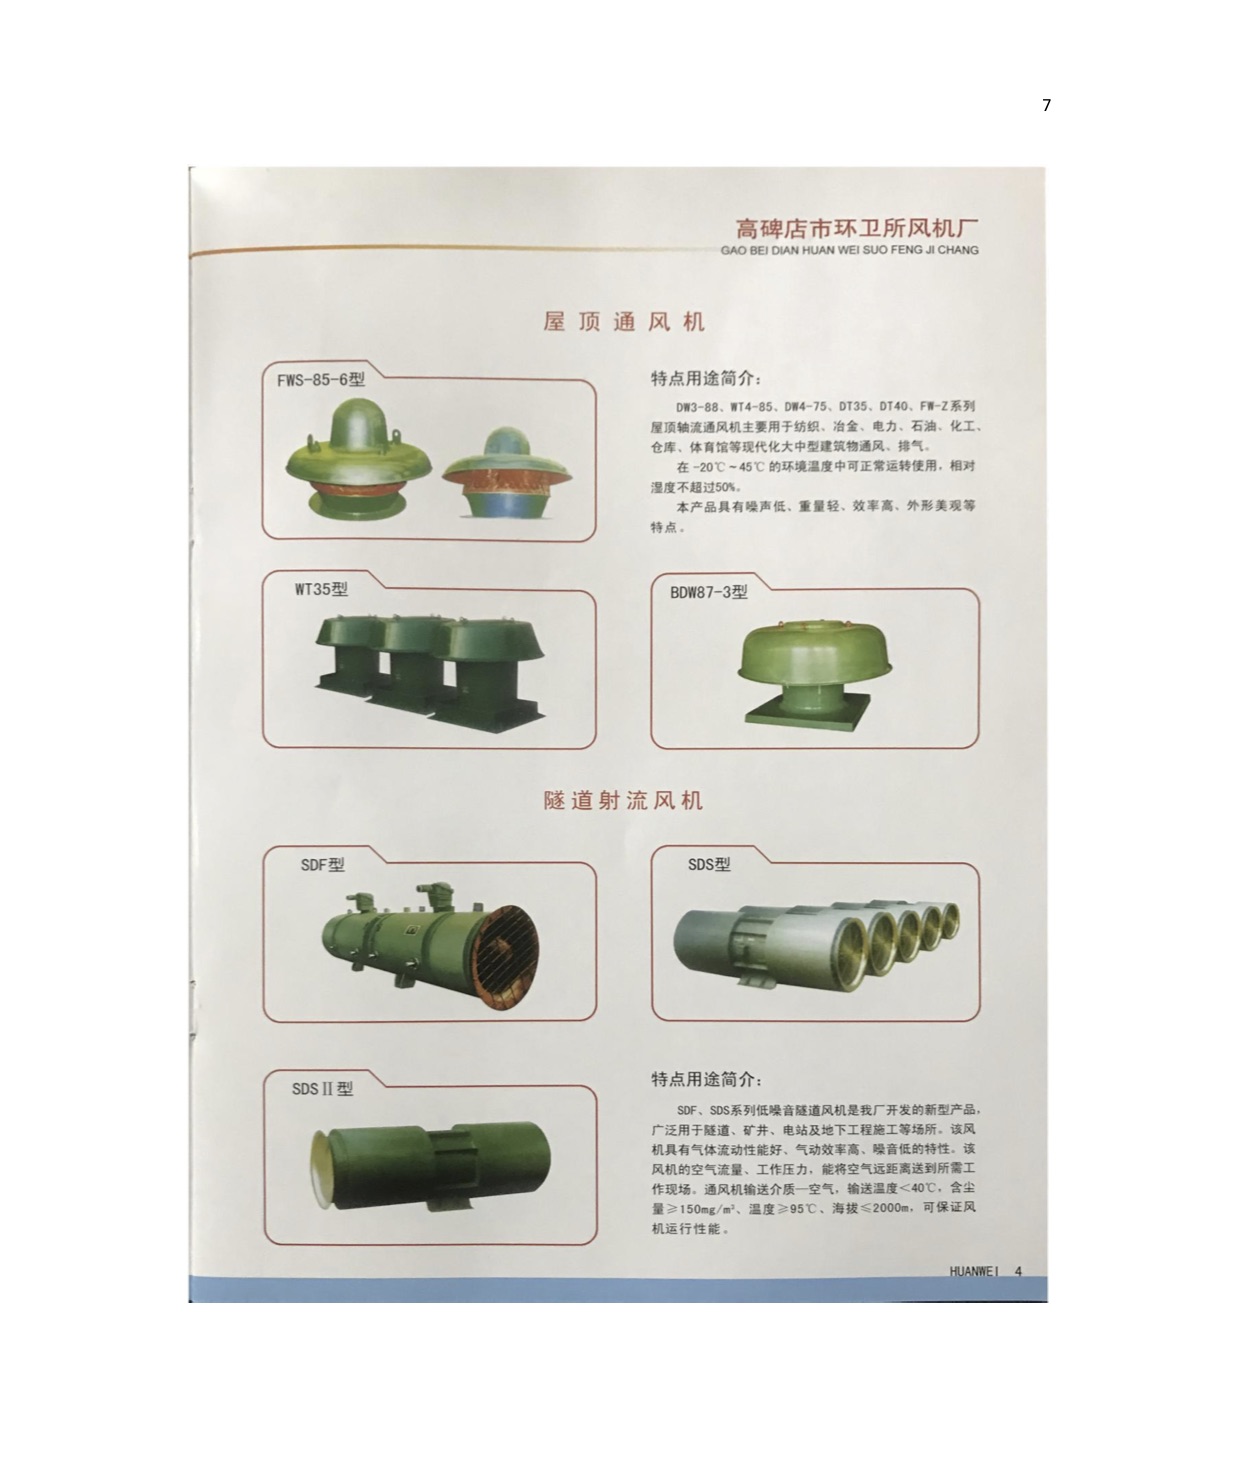 7
高碑店市环卫所风机厂
GAO BEI DIAN HUAN WEI SUO FENG JI CHANG
屋顶通风机
FWS-85-6型
特点用途简介:
DW3-88、WT4-85、DW4-75、DT35、DT40、FW-Z系列
屋顶轴流通风机主要用于纺织、冶金、电力、石油、化工、
仓库、体育馆等现代化大中型建筑物通风、排气。
在-20℃~45℃的环境温度中可正常运转使用，相对
湿度不超过50%。
本产品具有噪声低、重量轻、效率高、外形美观等
特点。
WT35型
BDW87-3型
隧道射流风机
SDF型
SDS型
SDSⅡ型
特点用途简介:
SDF、SDS系列低噪音隧道风机是我厂开发的新型产品，
广泛用于隧道、矿井、电站及地下工程施工等场所。该风
机具有气体流动性能好、气动效率高、噪音低的特性。该
风机的空气流量、工作压力，能将空气远距离送到所需工
作现场。通风机输送介质—空气，输送温度＜40℃，含尘
量≥150mg/m³、温度≥95℃、海拔≤2000m，可保证风
机运行性能。
HUANWEI 4